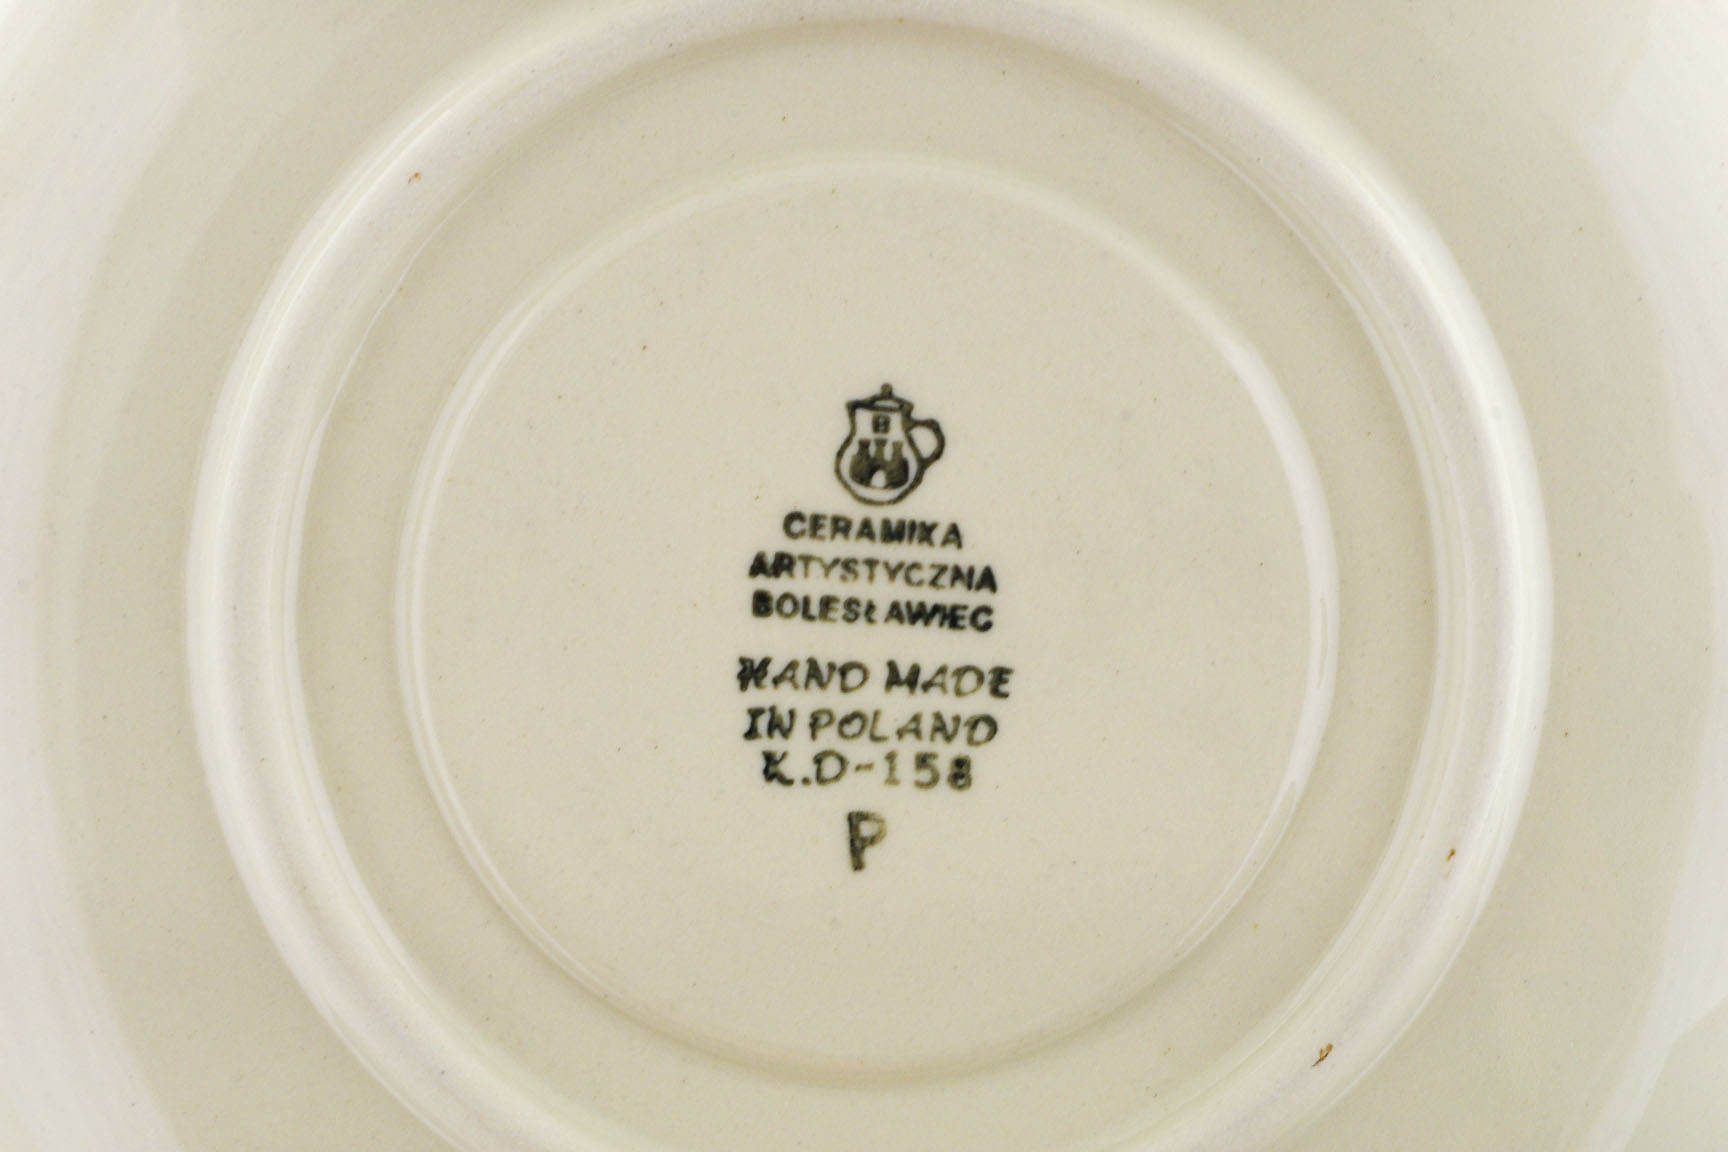 B
CERAMIKA
ARTYSTYCZNA
BOLESŁAWIEC
HAND MADE
IN POLAND
K.D-158
P